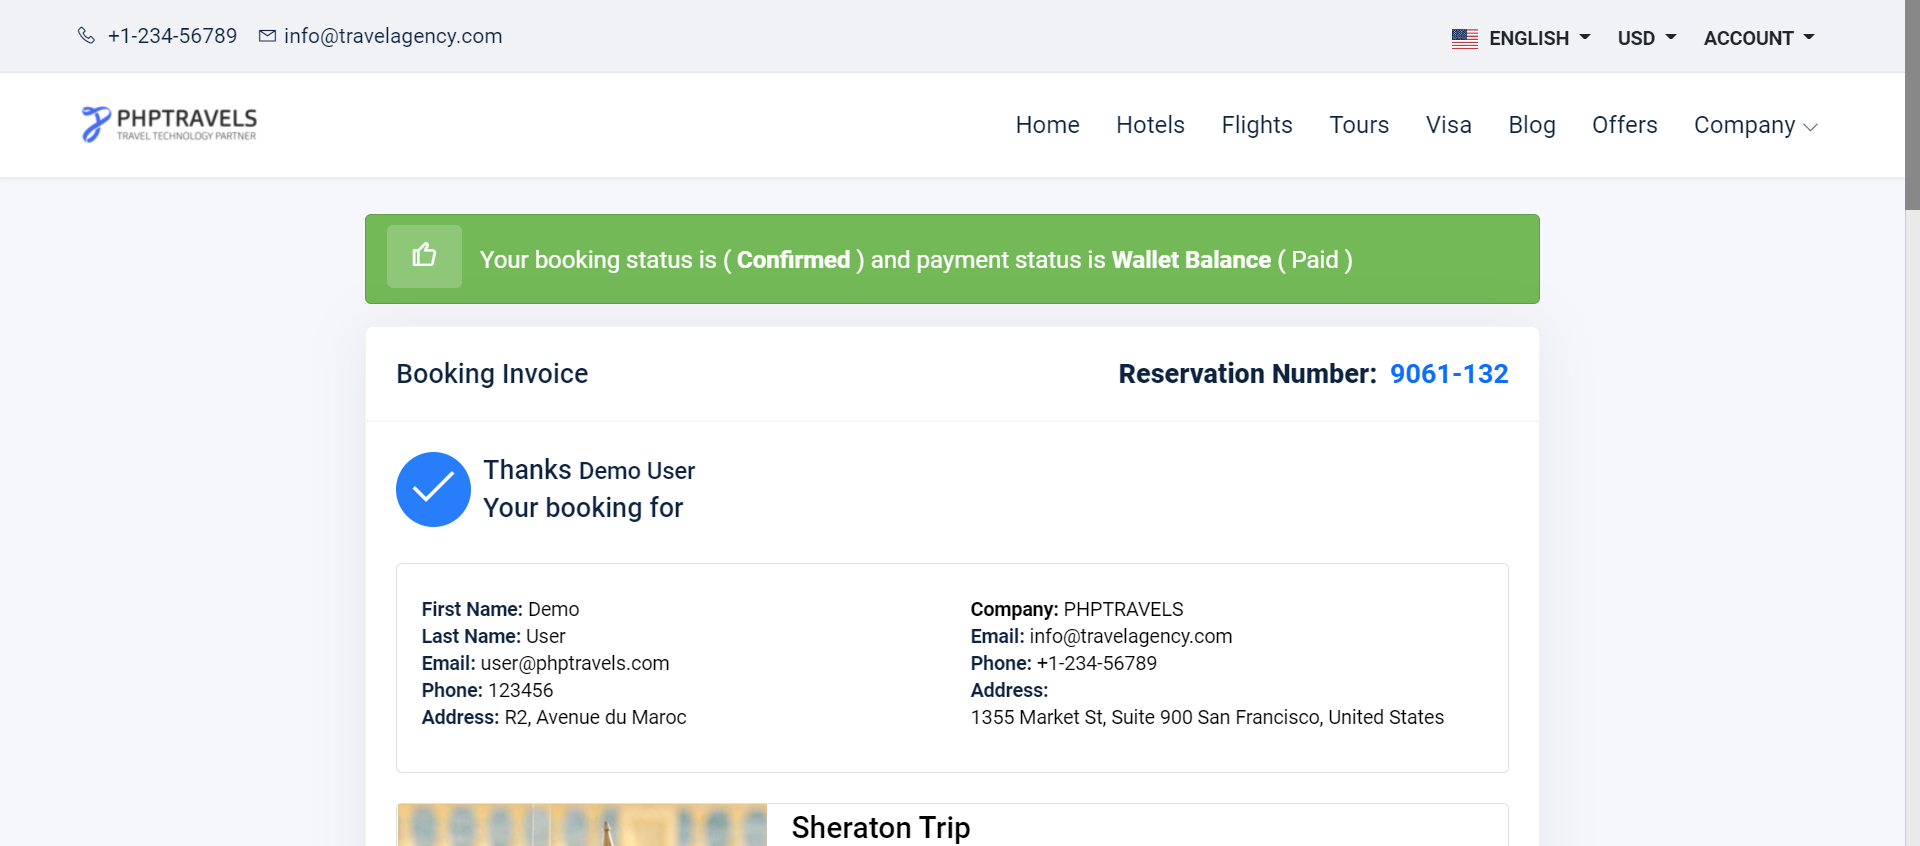 +1-234-56789 info@travelagency.com ENGLISH USD ACCOUNT
PHPTRAVELS
TRAVEL TECHNOLOGY PARTNER
Home Hotels Flights Tours Visa Blog Offers Company
Your booking status is ( Confirmed ) and payment status is Wallet Balance ( Paid )
Booking Invoice Reservation Number: 9061-132
Thanks Demo User
Your booking for
First Name: Demo
Last Name: User
Email: user@phptravels.com
Phone: 123456
Address: R2, Avenue du Maroc
Company: PHPTRAVELS
Email: info@travelagency.com
Phone: +1-234-56789
Address:
1355 Market St, Suite 900 San Francisco, United States
Sheraton Trip